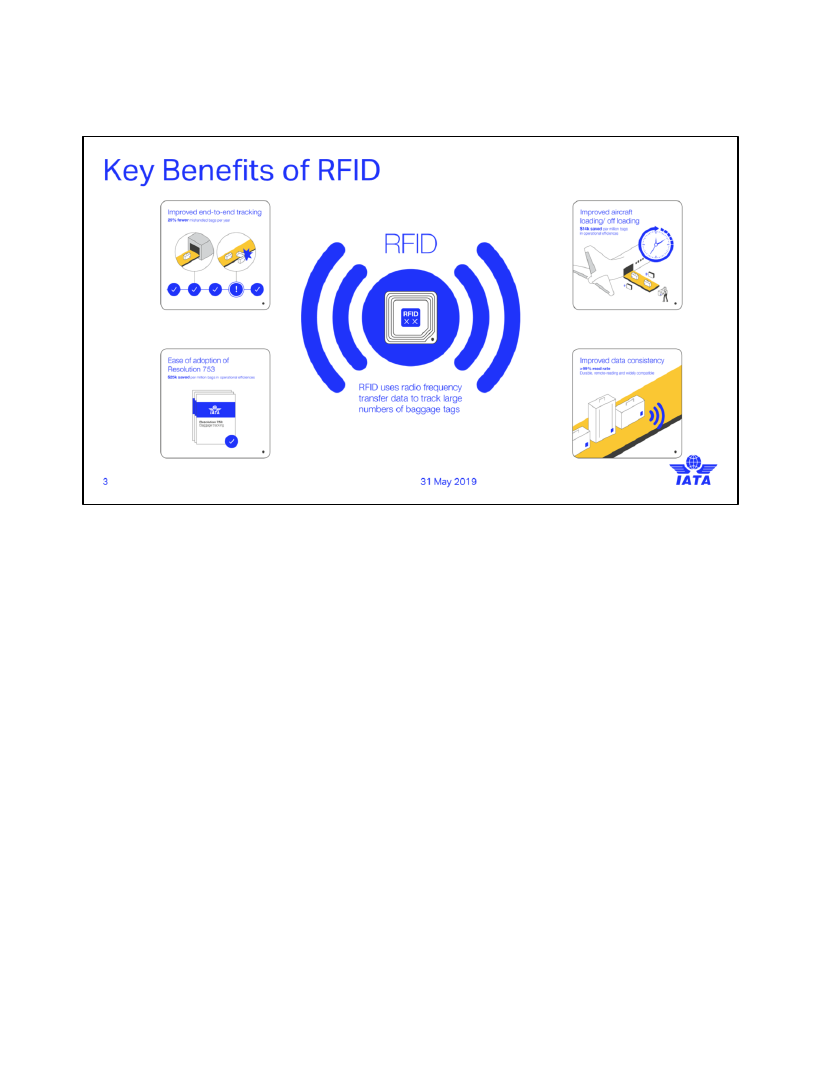 Key Benefits of RFID
Improved end-to-end tracking
25% fewer mishandled bags per year
RFID
RFID
RFID uses radio frequency
transfer data to track large
numbers of baggage tags
Ease of adoption of
Resolution 753
$20k saved per million bags in operational efficiencies
IATA
Resolution 753
Baggage tracking
Improved aircraft
loading/ off loading
$14k saved per million bags
in operational efficiencies
Improved data consistency
>99% read rate
Durable, remote reading and widely compatible
3
31 May 2019
IATA